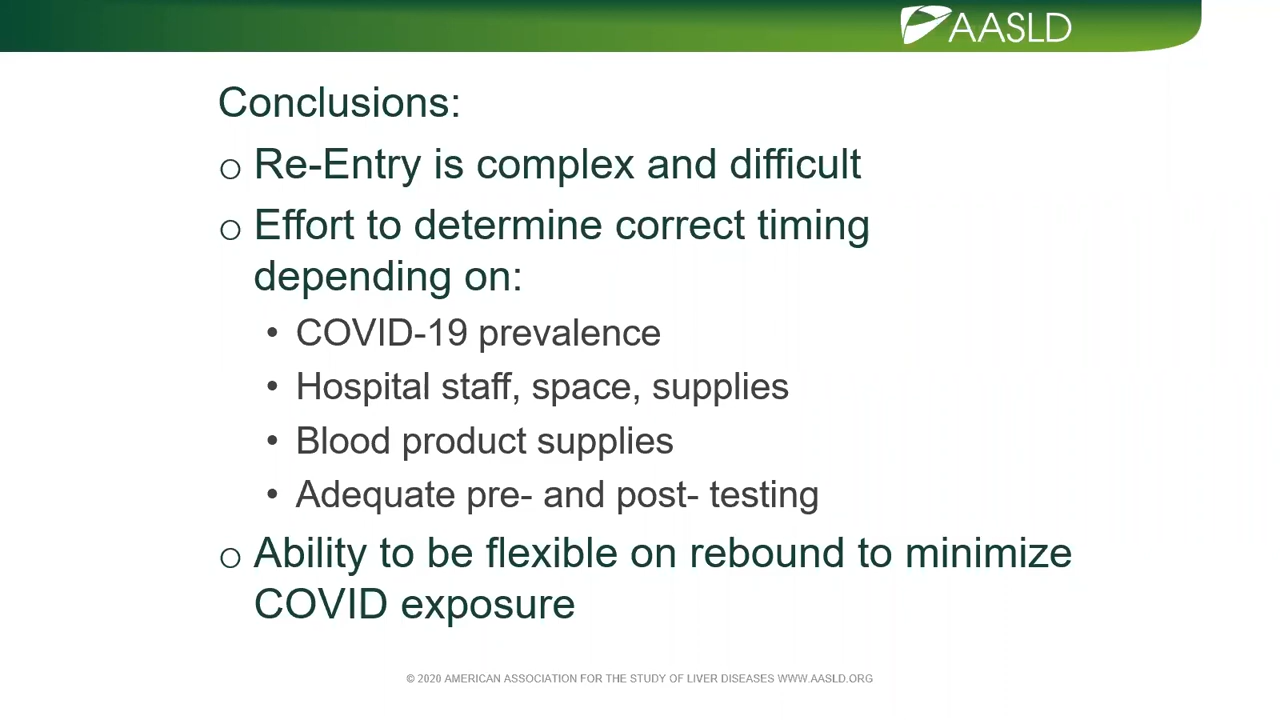 AASLD
Conclusions:
o Re-Entry is complex and difficult
o Effort to determine correct timing
depending on:
• COVID-19 prevalence
• Hospital staff, space, supplies
• Blood product supplies
• Adequate pre- and post- testing
o Ability to be flexible on rebound to minimize
COVID exposure
© 2020 AMERICAN ASSOCIATION FOR THE STUDY OF LIVER DISEASES WWW.AASLD.ORG